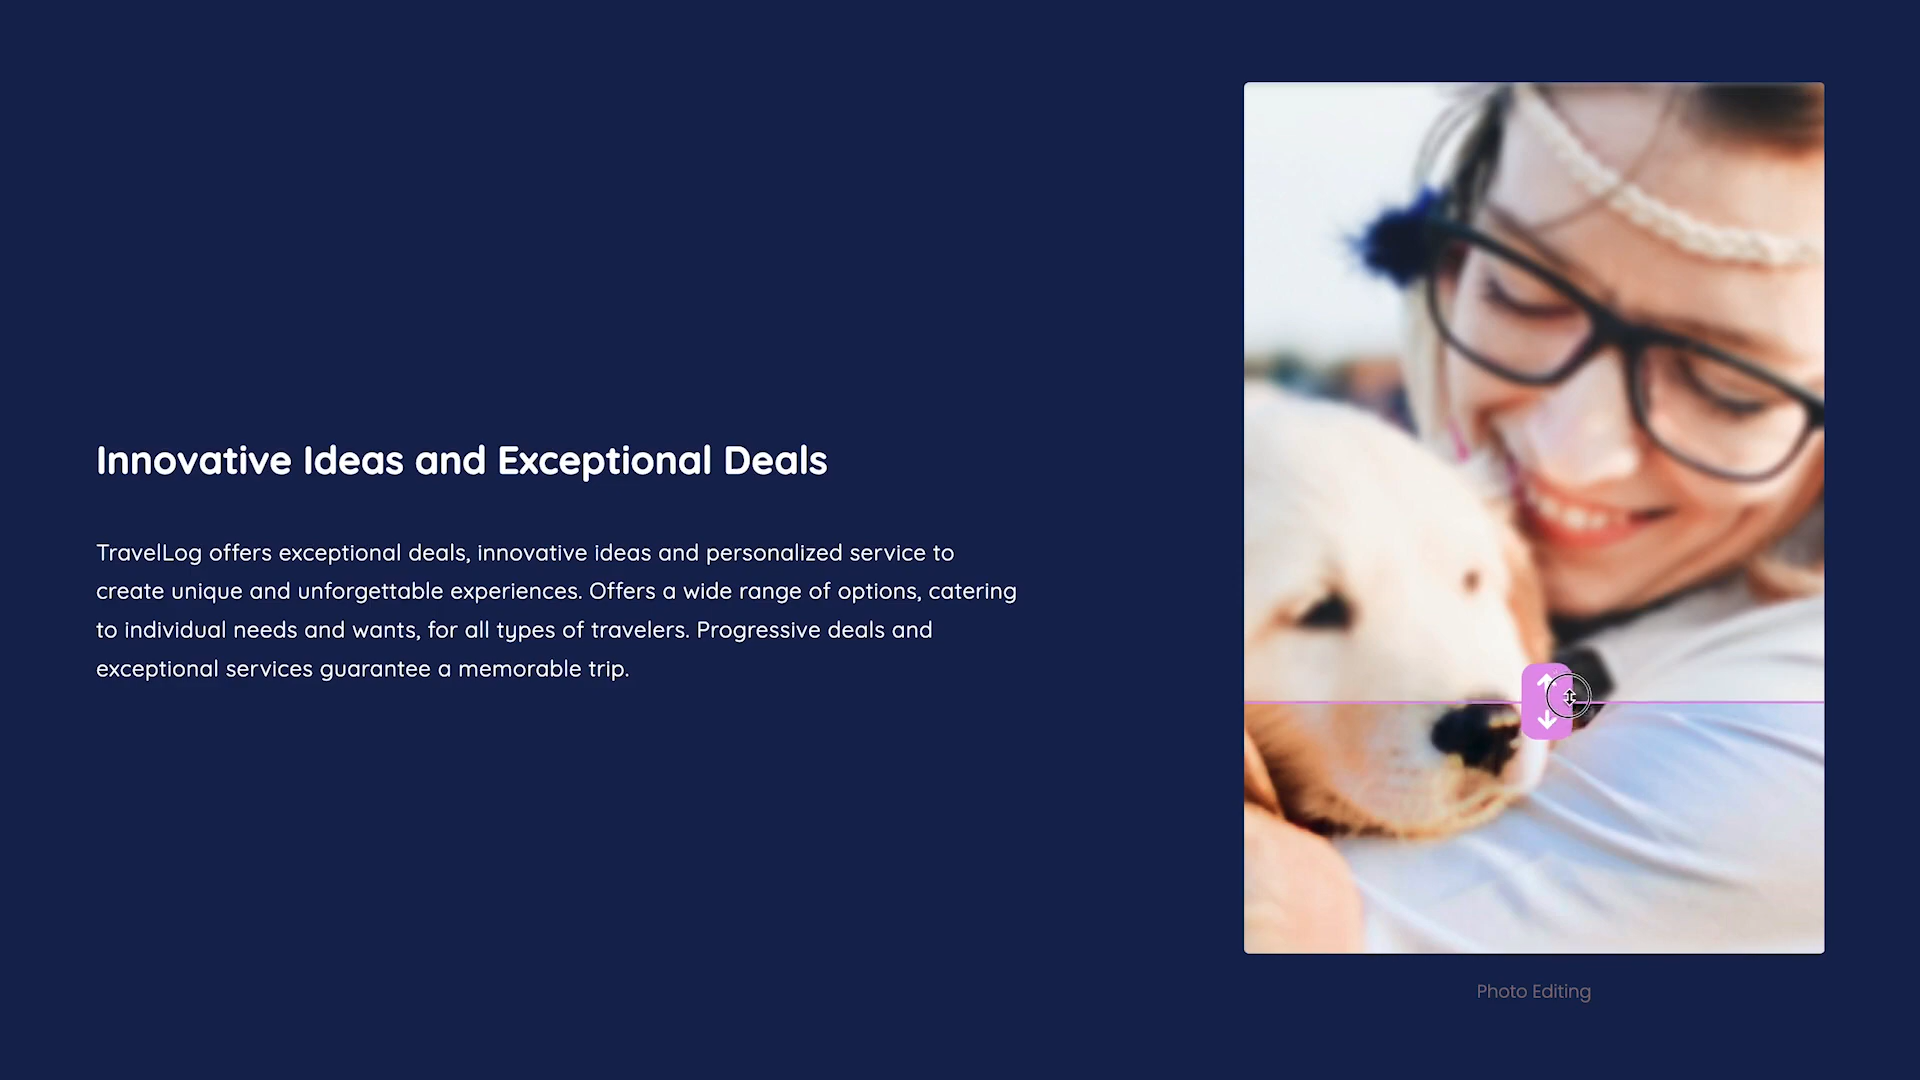 Innovative Ideas and Exceptional Deals
TravelLog offers exceptional deals, innovative ideas and personalized service to
create unique and unforgettable experiences. Offers a wide range of options, catering
to individual needs and wants, for all types of travelers. Progressive deals and
exceptional services guarantee a memorable trip.
Photo Editing